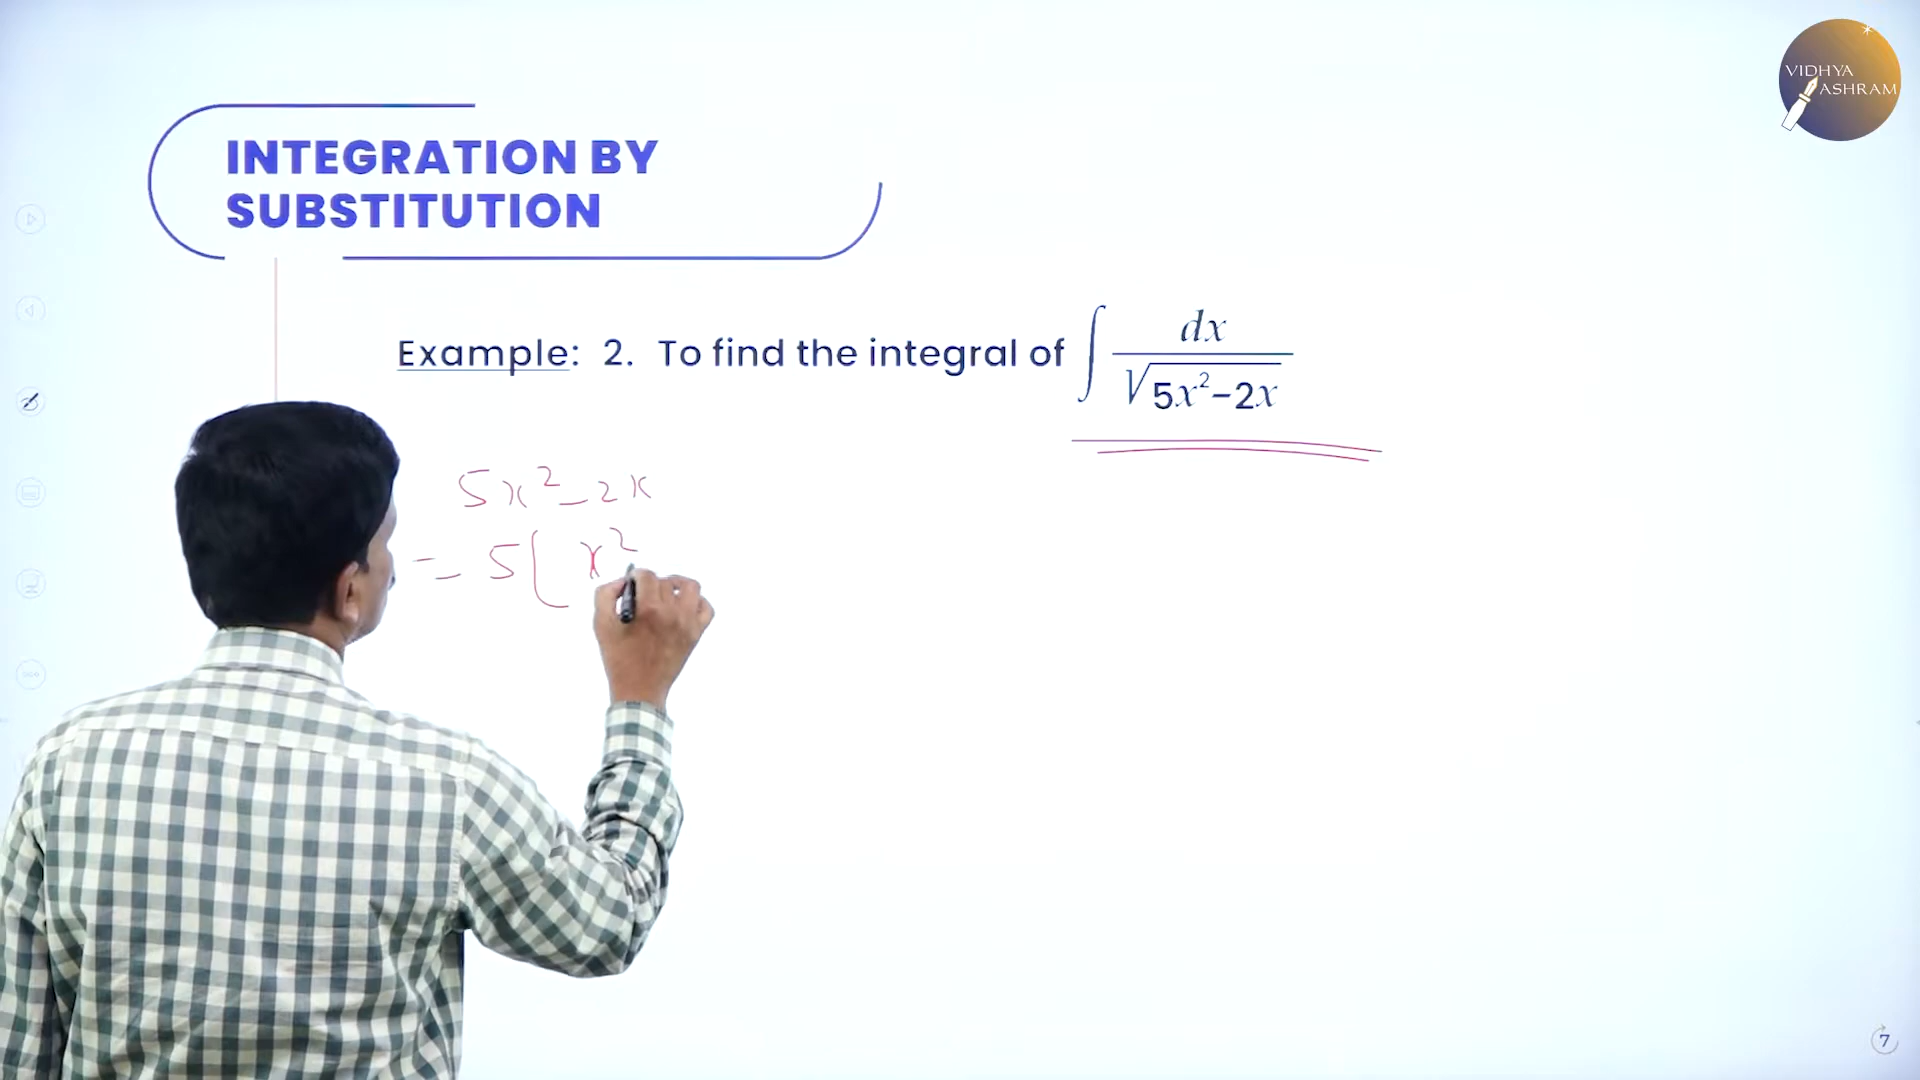 VIDHYA
ASHRAM
INTEGRATION BY
SUBSTITUTION
Example: 2. To find the integral of ∫ dx / √(5x²−2x)
5x² − 2x
= 5 [ x²
7